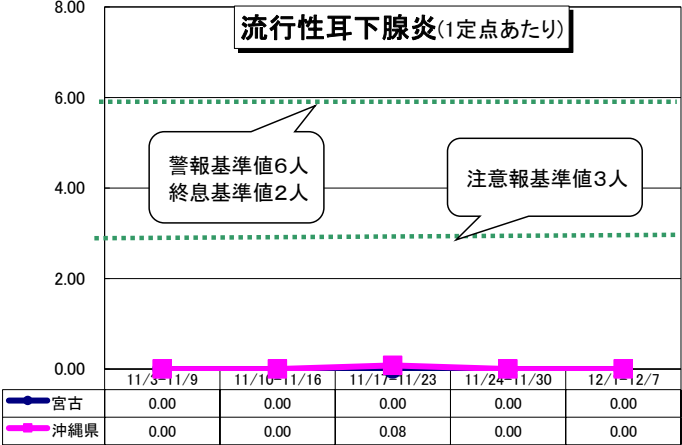 流行性耳下腺炎(1定点あたり)
8.00
6.00
警報基準値6人
終息基準値2人
注意報基準値3人
4.00
2.00
0.00
11/3-11/9 11/10-11/16 11/17-11/23 11/24-11/30 12/1-12/7
宮古 0.00 0.00 0.00 0.00 0.00
沖縄県 0.00 0.00 0.08 0.00 0.00